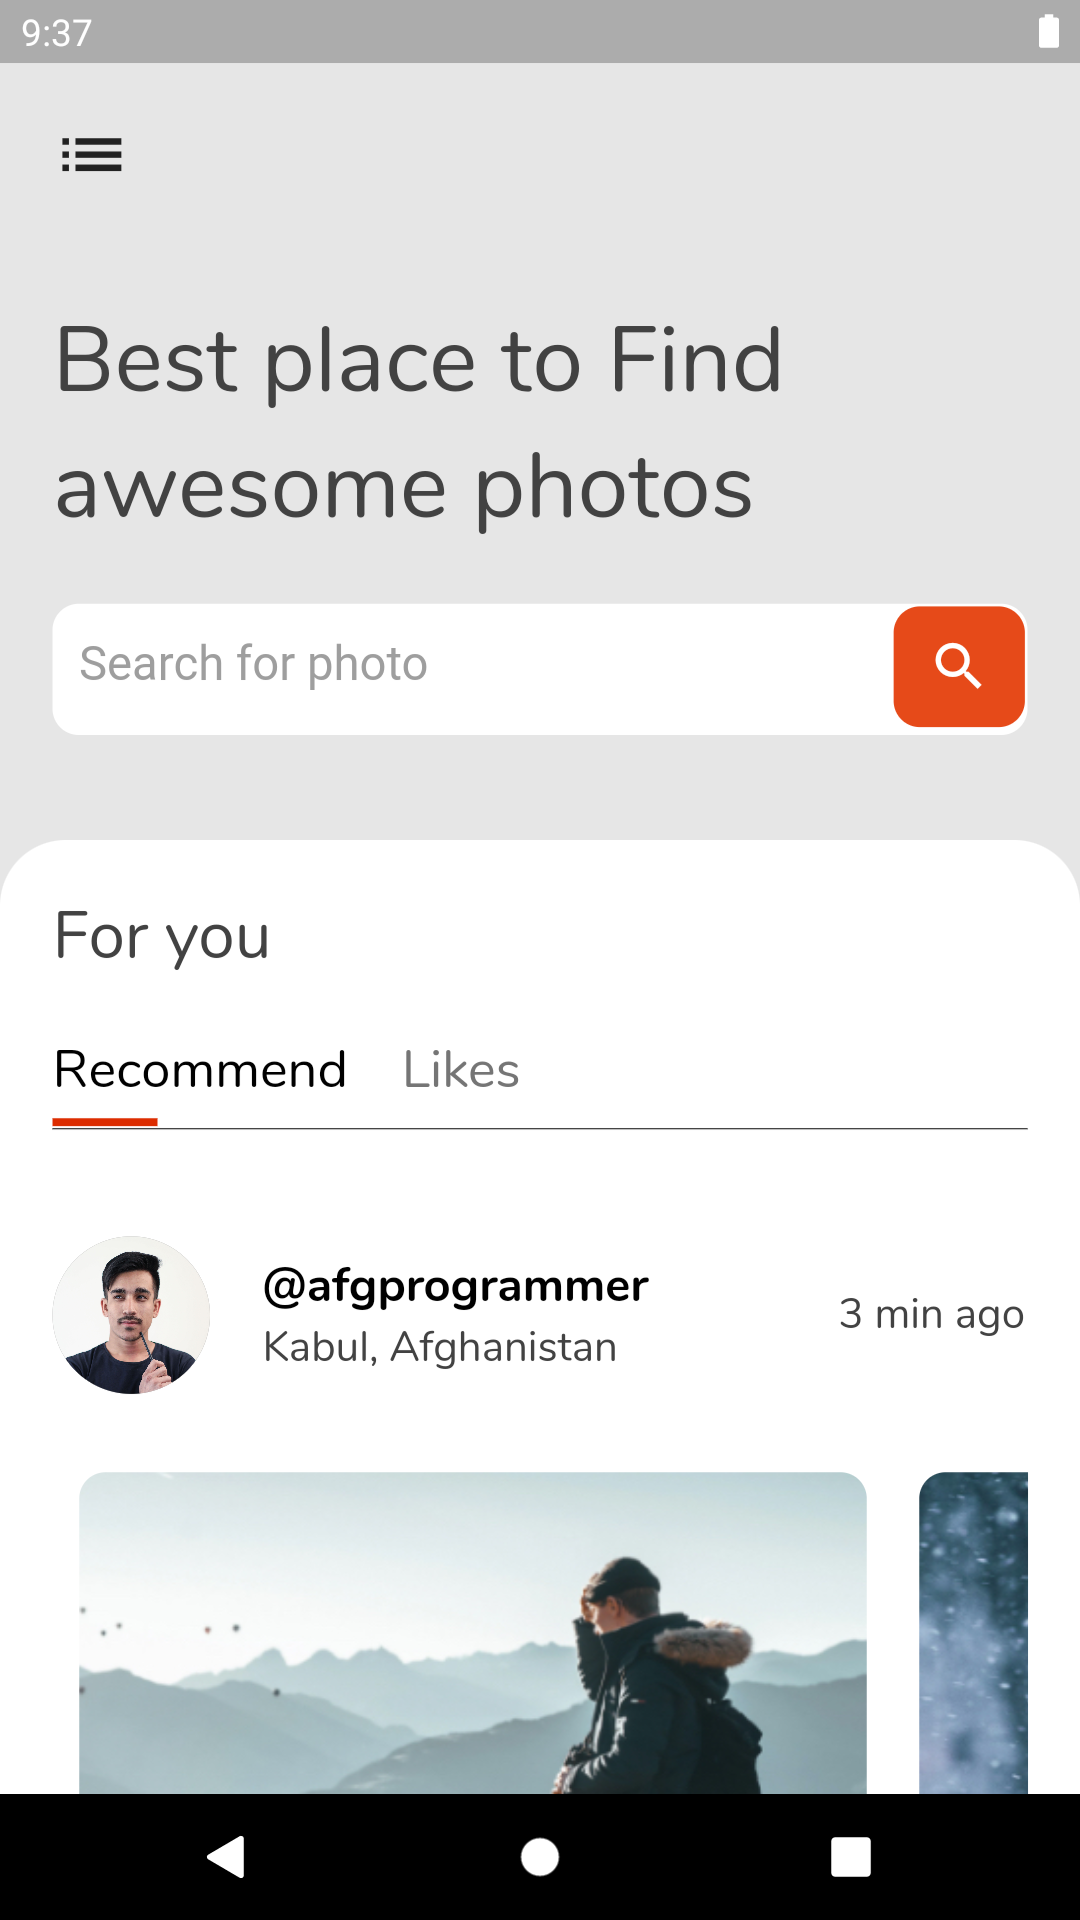 9:37
Best place to Find
awesome photos
Search for photo
For you
Recommend Likes
@afgprogrammer
Kabul, Afghanistan
3 min ago